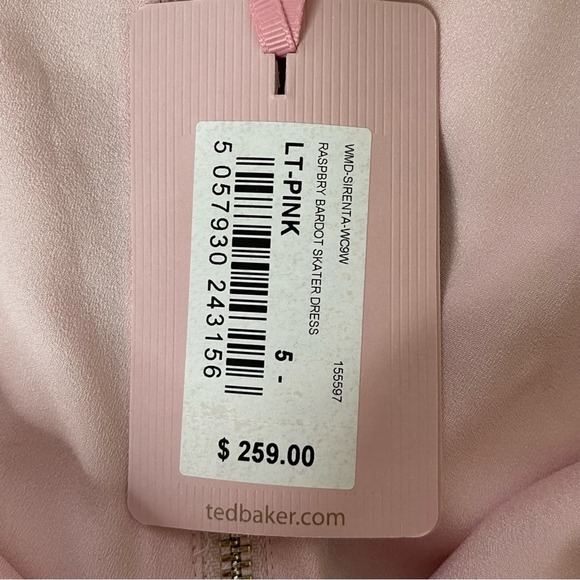 WMD-SIRENTA-WC9W
RASPBRY BARDOT SKATER DRESS 155597
LT-PINK 5 -
5 057930 243156
$ 259.00
tedbaker.com